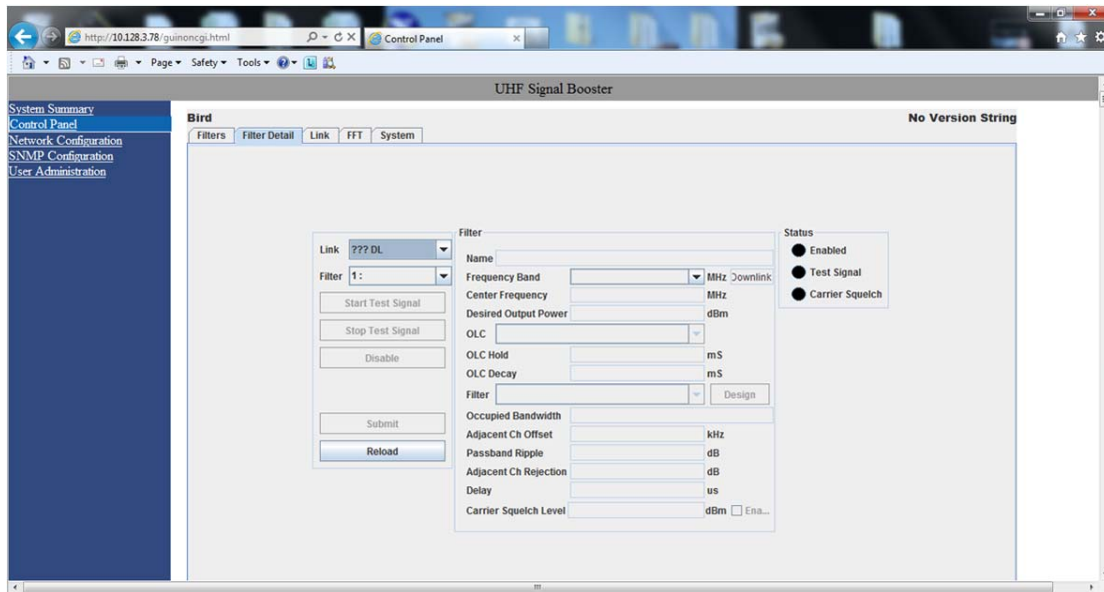 http://10.128.3.78/guinoncgi.html
Control Panel
Page Safety Tools
UHF Signal Booster
System Summary
Control Panel
Network Configuration
SNMP Configuration
User Administration
Bird No Version String
Filters Filter Detail Link FFT System
Link ??? DL
Filter 1 :
Start Test Signal
Stop Test Signal
Disable
Submit
Reload
Filter
Name
Frequency Band MHz Downlink
Center Frequency MHz
Desired Output Power dBm
OLC
OLC Hold mS
OLC Decay mS
Filter Design
Occupied Bandwidth
Adjacent Ch Offset kHz
Passband Ripple dB
Adjacent Ch Rejection dB
Delay us
Carrier Squelch Level dBm Ena...
Status
Enabled
Test Signal
Carrier Squelch